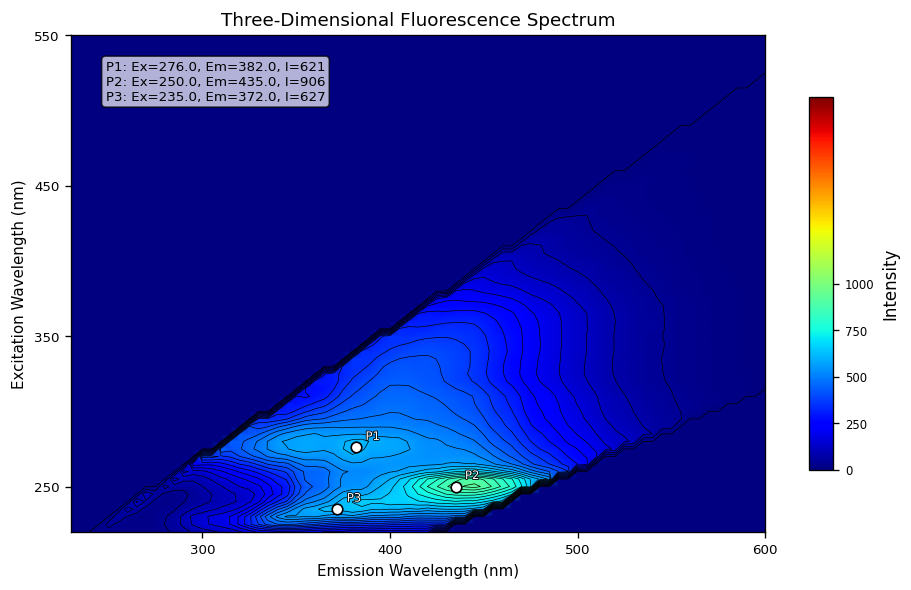 Three-Dimensional Fluorescence Spectrum
550
450
350
250
Excitation Wavelength (nm)
P1: Ex=276.0, Em=382.0, I=621
P2: Ex=250.0, Em=435.0, I=906
P3: Ex=235.0, Em=372.0, I=627
P1
P2
P3
300
400
500
600
Emission Wavelength (nm)
1000
750
500
250
0
Intensity